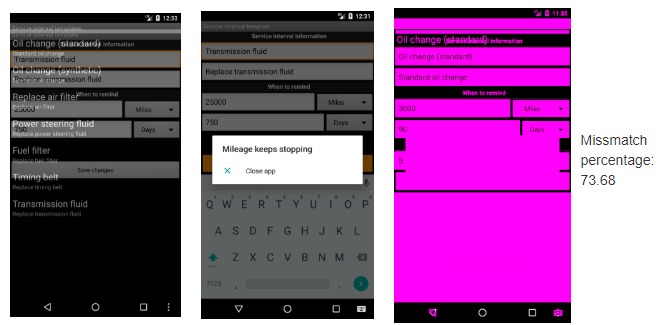 12:33
Service interval template
Oil change (standard)
Service Interval Information
Standard oil change
Transmission fluid
Oil change (synthetic)
Replace transmission fluid
Replace air filter
When to remind
Replace air filter
Miles
Power steering fluid
Replace power steering fluid
Days
Fuel filter
Replace fuel filter
Save changes
Timing belt
Replace timing belt
Transmission fluid
Replace transmission fluid
12:31
Service interval template
Service Interval Information
Transmission fluid
Replace transmission fluid
When to remind
25000 Miles
750 Days
Mileage keeps stopping
Close app
Q W E R T Y U I O P
A S D F G H J K L
Z X C V B N M
?123 , .
11:35
Oil change (standard)
Service Interval Information
Oil change (standard)
Standard oil change
When to remind
3000 Miles
90 Days
Missmatch
percentage:
73.68